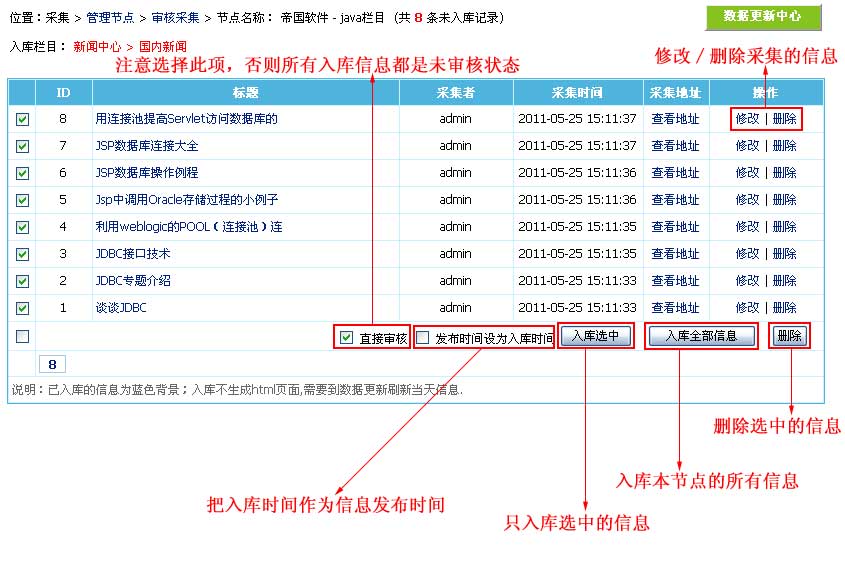 位置：采集 > 管理节点 > 审核采集 > 节点名称： 帝国软件 - java栏目 （共 8 条未入库记录）
数据更新中心
入库栏目： 新闻中心 > 国内新闻
修改／删除采集的信息
注意选择此项，否则所有入库信息都是未审核状态
ID 标题 采集者 采集时间 采集地址 操作
8 用连接池提高Servlet访问数据库的 admin 2011-05-25 15:11:37 查看地址 修改 | 删除
7 JSP数据库连接大全 admin 2011-05-25 15:11:37 查看地址 修改 | 删除
6 JSP数据库操作例程 admin 2011-05-25 15:11:36 查看地址 修改 | 删除
5 Jsp中调用Oracle存储过程的小例子 admin 2011-05-25 15:11:36 查看地址 修改 | 删除
4 利用weblogic的POOL（连接池）连 admin 2011-05-25 15:11:35 查看地址 修改 | 删除
3 JDBC接口技术 admin 2011-05-25 15:11:35 查看地址 修改 | 删除
2 JDBC专题介绍 admin 2011-05-25 15:11:33 查看地址 修改 | 删除
1 谈谈JDBC admin 2011-05-25 15:11:33 查看地址 修改 | 删除
直接审核 发布时间设为入库时间 入库选中 入库全部信息 删除
8
说明：已入库的信息为蓝色背景；入库不生成html页面,需要到数据更新刷新当天信息.
删除选中的信息
入库本节点的所有信息
把入库时间作为信息发布时间
只入库选中的信息